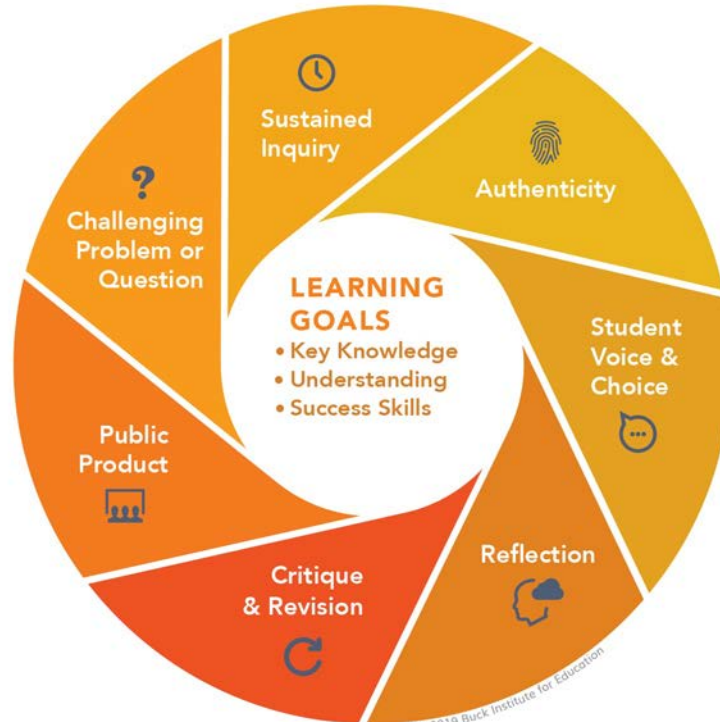 Sustained
Inquiry
Authenticity
?
Challenging
Problem or
Question
LEARNING
GOALS
• Key Knowledge
• Understanding
• Success Skills
Student
Voice &
Choice
Public
Product
Critique
& Revision
Reflection
2019 Buck Institute for Education